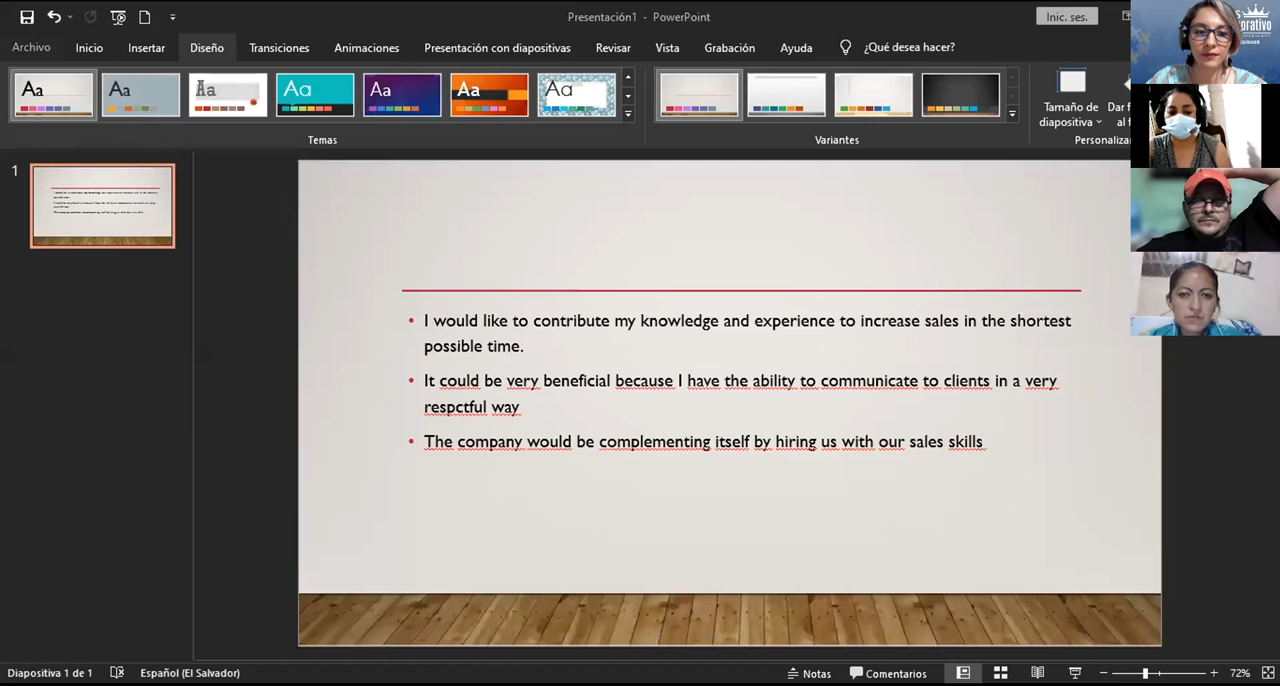 Presentación1 - PowerPoint
Inic. ses.
Archivo Inicio Insertar Diseño Transiciones Animaciones Presentación con diapositivas Revisar Vista Grabación Ayuda ¿Qué desea hacer?
Aa Aa Aa Aa Aa Aa Aa
Tamaño de
diapositiva
Temas Variantes
1
• I would like to contribute my knowledge and experience to increase sales in the shortest
possible time.
• It could be very beneficial because I have the ability to communicate to clients in a very
respctful way
• The company would be complementing itself by hiring us with our sales skills
Diapositiva 1 de 1 Español (El Salvador) Notas Comentarios 72%